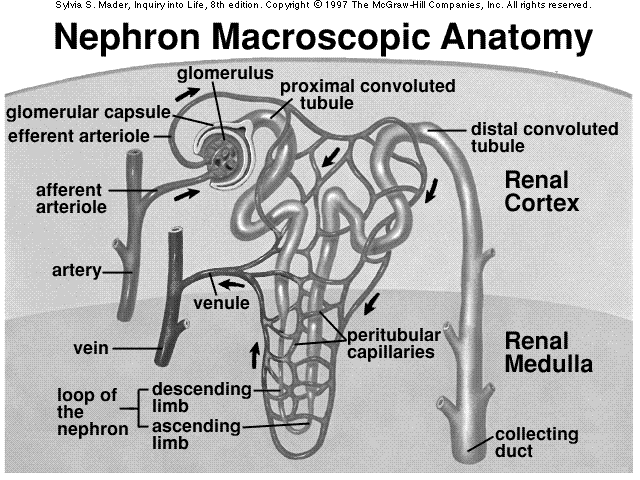 Sylvia S. Mader, Inquiry into Life, 8th edition. Copyright © 1997 The McGraw-Hill Companies, Inc. All rights reserved.
Nephron Macroscopic Anatomy
glomerulus
proximal convoluted
tubule
glomerular capsule
efferent arteriole
distal convoluted
tubule
afferent
arteriole
Renal
Cortex
artery
venule
peritubular
capillaries
vein
Renal
Medulla
loop of
the
nephron
descending
limb
ascending
limb
collecting
duct